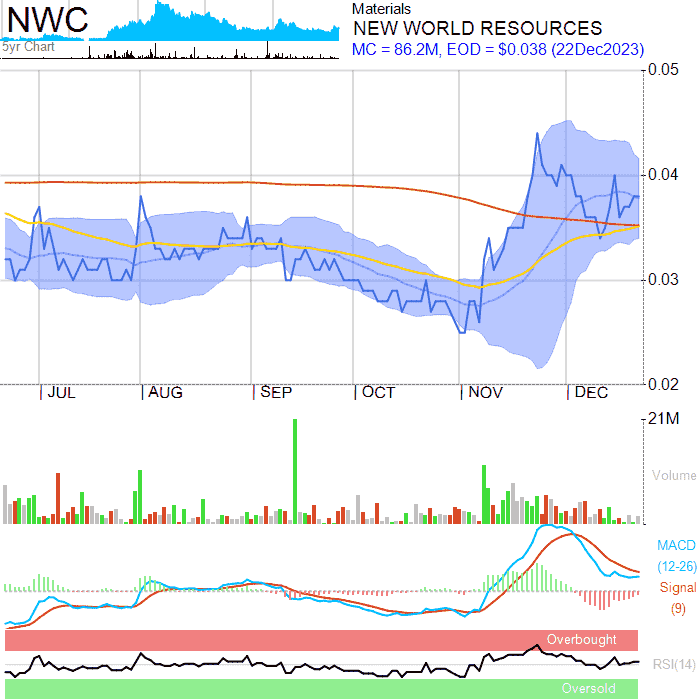 NWC
5yr Chart
Materials
NEW WORLD RESOURCES
MC = 86.2M, EOD = $0.038 (22Dec2023)
0.05
0.04
0.03
0.02
JUL AUG SEP OCT NOV DEC
21M
Volume
MACD
(12-26)
Signal
(9)
Overbought
RSI(14)
Oversold